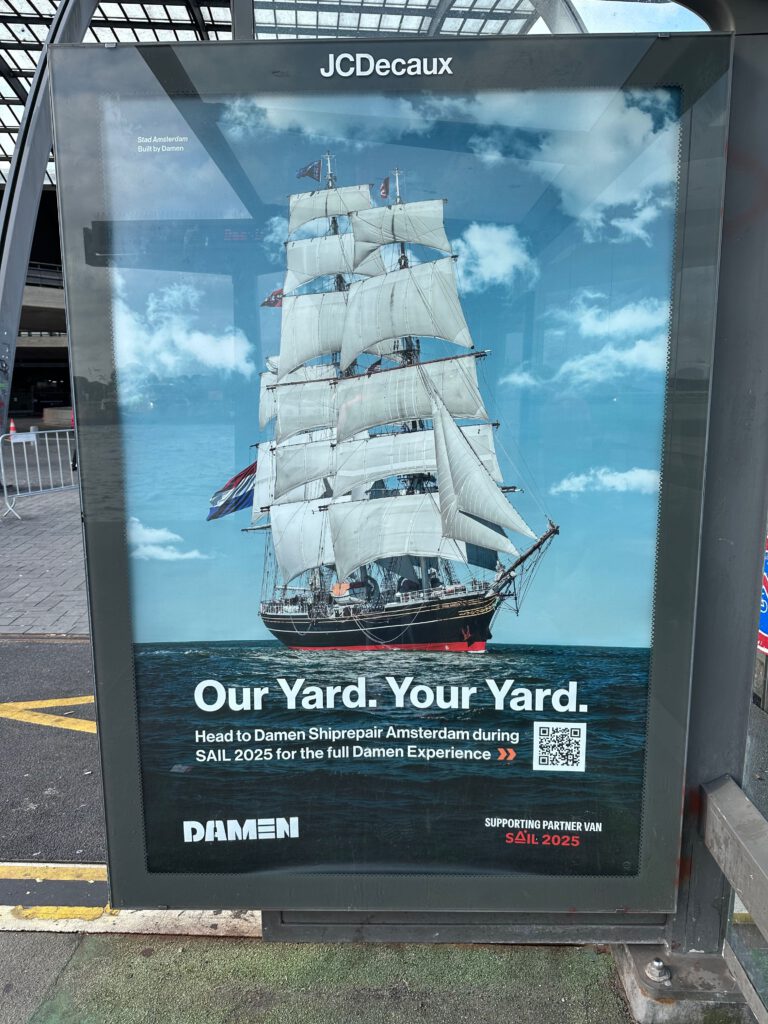 JCDecaux
Stad Amsterdam
Built by Damen
Our Yard. Your Yard.
Head to Damen Shiprepair Amsterdam during
SAIL 2025 for the full Damen Experience
DAMEN
SUPPORTING PARTNER VAN
SAIL 2025